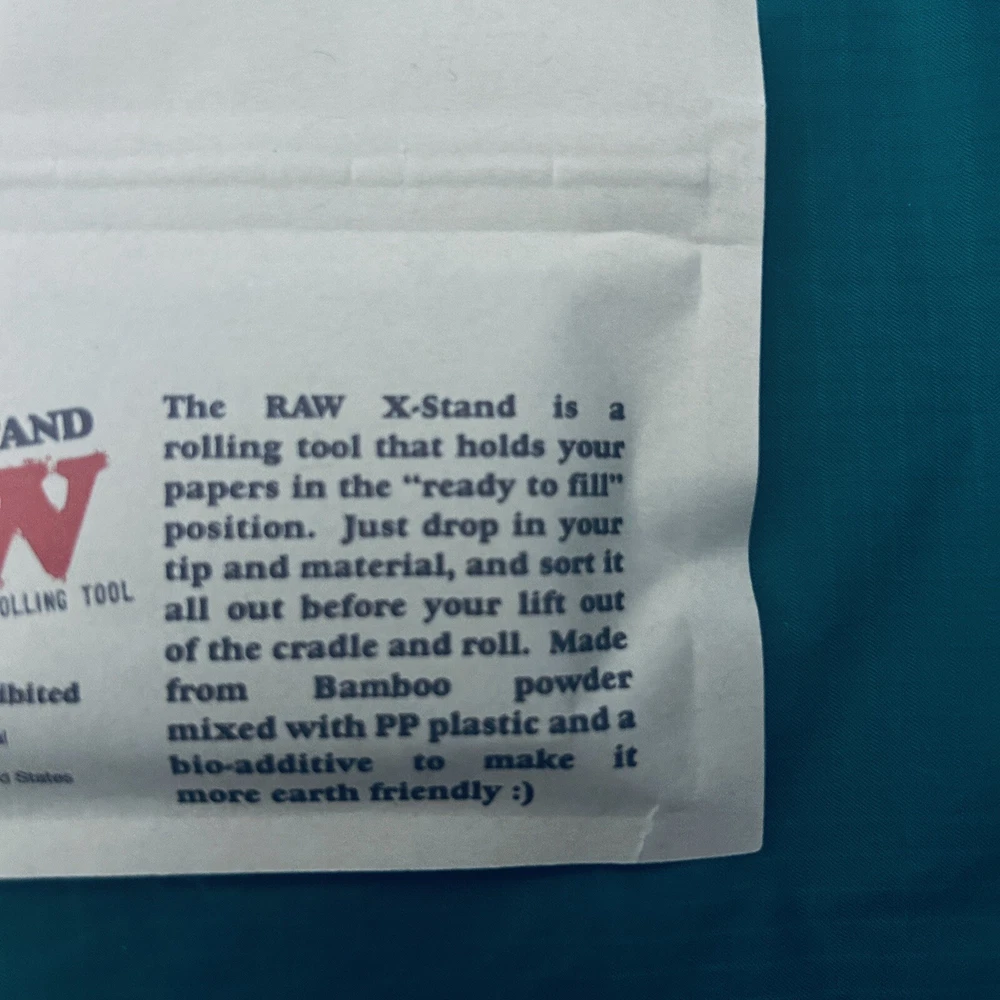 AND
W
OLLING TOOL
ibited
d States
The RAW X-Stand is a
rolling tool that holds your
papers in the “ready to fill”
position. Just drop in your
tip and material, and sort it
all out before your lift out
of the cradle and roll. Made
from Bamboo powder
mixed with PP plastic and a
bio-additive to make it
more earth friendly :)